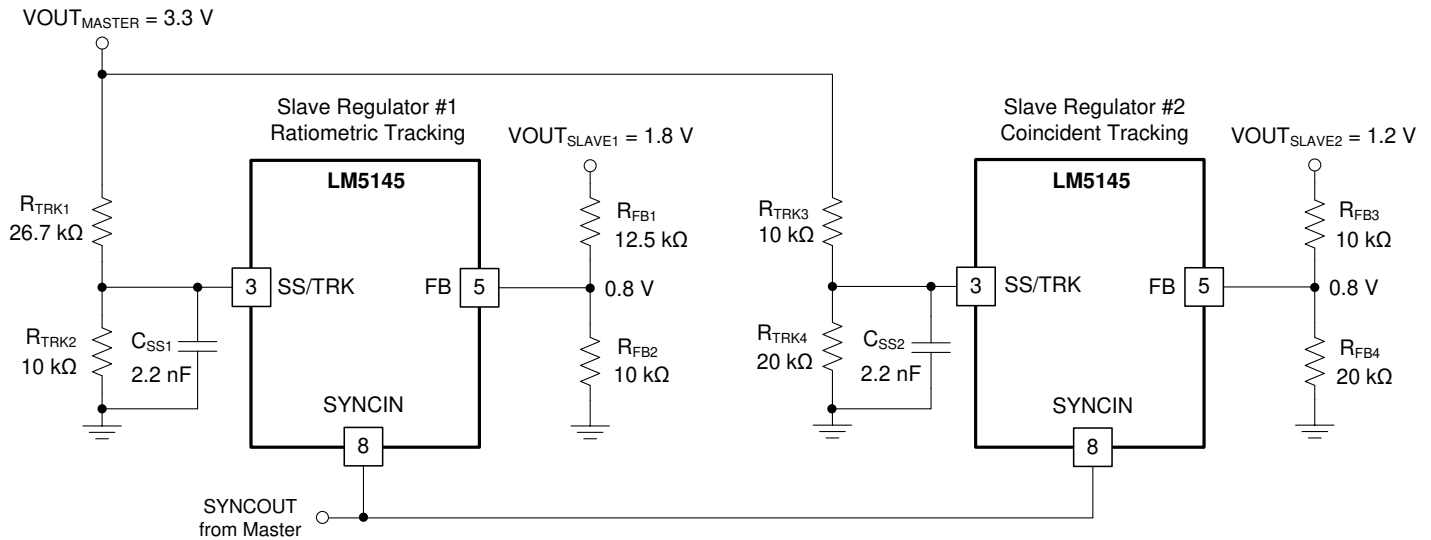 VOUTMASTER = 3.3 V
Slave Regulator #1
Ratiometric Tracking
VOUTSLAVE1 = 1.8 V
LM5145
RTRK1
26.7 kΩ
RFB1
12.5 kΩ
3
SS/TRK
FB
5
0.8 V
RTRK2
10 kΩ
CSS1
2.2 nF
RFB2
10 kΩ
SYNCIN
8
SYNCOUT
from Master
Slave Regulator #2
Coincident Tracking
VOUTSLAVE2 = 1.2 V
LM5145
RTRK3
10 kΩ
RFB3
10 kΩ
3
SS/TRK
FB
5
0.8 V
RTRK4
20 kΩ
CSS2
2.2 nF
RFB4
20 kΩ
SYNCIN
8